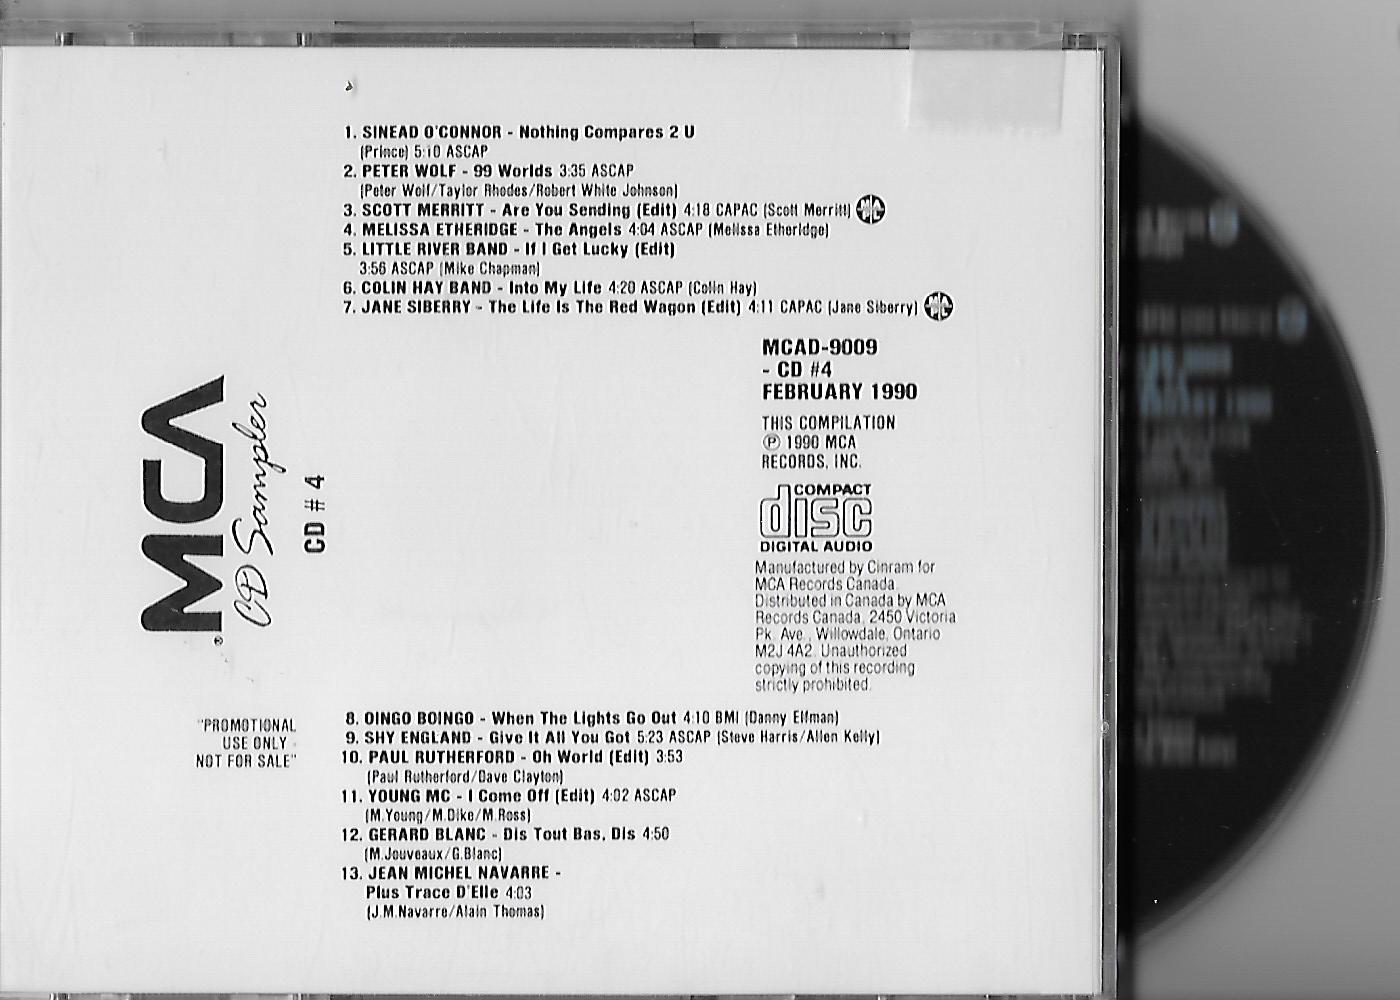 1. SINEAD O'CONNOR - Nothing Compares 2 U
(Prince) 5:10 ASCAP
2. PETER WOLF - 99 Worlds 3:35 ASCAP
(Peter Wolf/Taylor Rhodes/Robert White Johnson)
3. SCOTT MERRITT - Are You Sending (Edit) 4:18 CAPAC (Scott Merritt) MAPL
4. MELISSA ETHERIDGE - The Angels 4:04 ASCAP (Melissa Etheridge)
5. LITTLE RIVER BAND - If I Get Lucky (Edit)
3:56 ASCAP (Mike Chapman)
6. COLIN HAY BAND - Into My Life 4:20 ASCAP (Colin Hay)
7. JANE SIBERRY - The Life Is The Red Wagon (Edit) 4:11 CAPAC (Jane Siberry) MAPL
MCA®
CD Sampler
CD # 4
MCAD-9009
- CD #4
FEBRUARY 1990
THIS COMPILATION
℗ 1990 MCA
RECORDS, INC.
COMPACT
disc
DIGITAL AUDIO
Manufactured by Cinram for
MCA Records Canada.
Distributed in Canada by MCA
Records Canada, 2450 Victoria
Pk. Ave., Willowdale, Ontario
M2J 4A2. Unauthorized
copying of this recording
strictly prohibited.
"PROMOTIONAL
USE ONLY -
NOT FOR SALE"
8. OINGO BOINGO - When The Lights Go Out 4:10 BMI (Danny Elfman)
9. SHY ENGLAND - Give It All You Got 5:23 ASCAP (Steve Harris/Allen Kelly)
10. PAUL RUTHERFORD - Oh World (Edit) 3:53
(Paul Rutherford/Dave Clayton)
11. YOUNG MC - I Come Off (Edit) 4:02 ASCAP
(M.Young/M.Dike/M.Ross)
12. GERARD BLANC - Dis Tout Bas, Dis 4:50
(M.Jouveaux/G.Blanc)
13. JEAN MICHEL NAVARRE -
Plus Trace D'Elle 4:03
(J.M.Navarre/Alain Thomas)